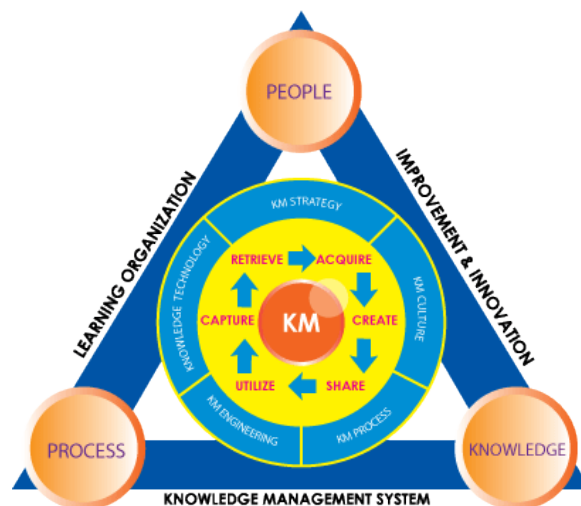 PEOPLE
LEARNING ORGANIZATION
IMPROVEMENT & INNOVATION
KM STRATEGY
KNOWLEDGE TECHNOLOGY
KM CULTURE
RETRIEVE
ACQUIRE
CAPTURE
KM
CREATE
UTILIZE
SHARE
KM ENGINEERING
KM PROCESS
PROCESS
KNOWLEDGE
KNOWLEDGE MANAGEMENT SYSTEM